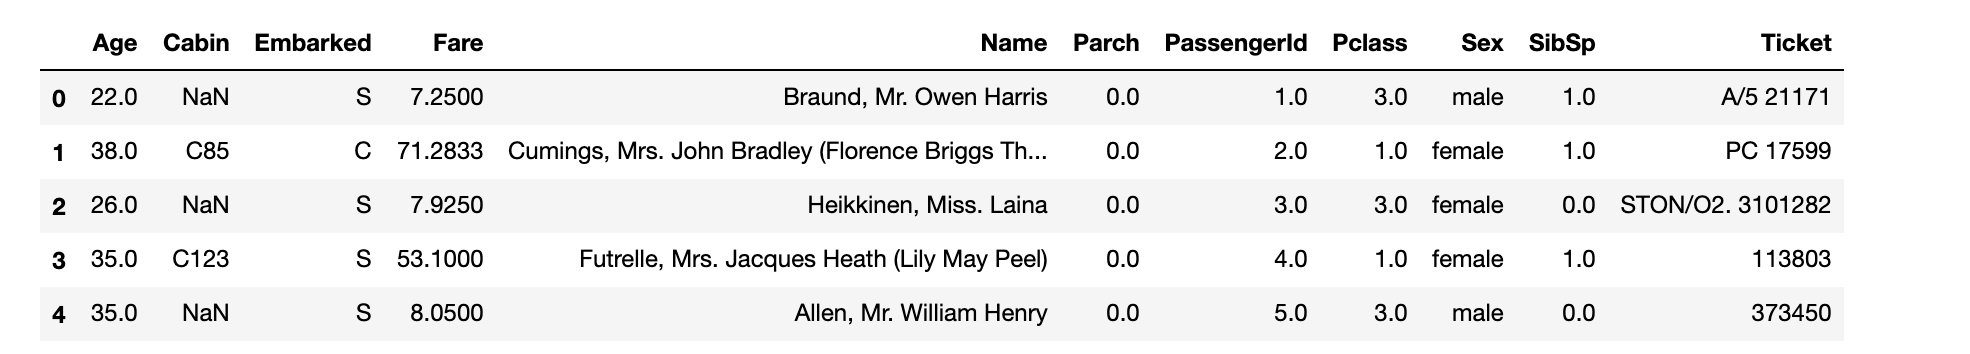 Age Cabin Embarked Fare Name Parch PassengerId Pclass Sex SibSp Ticket
0 22.0 NaN S 7.2500 Braund, Mr. Owen Harris 0.0 1.0 3.0 male 1.0 A/5 21171
1 38.0 C85 C 71.2833 Cumings, Mrs. John Bradley (Florence Briggs Th... 0.0 2.0 1.0 female 1.0 PC 17599
2 26.0 NaN S 7.9250 Heikkinen, Miss. Laina 0.0 3.0 3.0 female 0.0 STON/O2. 3101282
3 35.0 C123 S 53.1000 Futrelle, Mrs. Jacques Heath (Lily May Peel) 0.0 4.0 1.0 female 1.0 113803
4 35.0 NaN S 8.0500 Allen, Mr. William Henry 0.0 5.0 3.0 male 0.0 373450